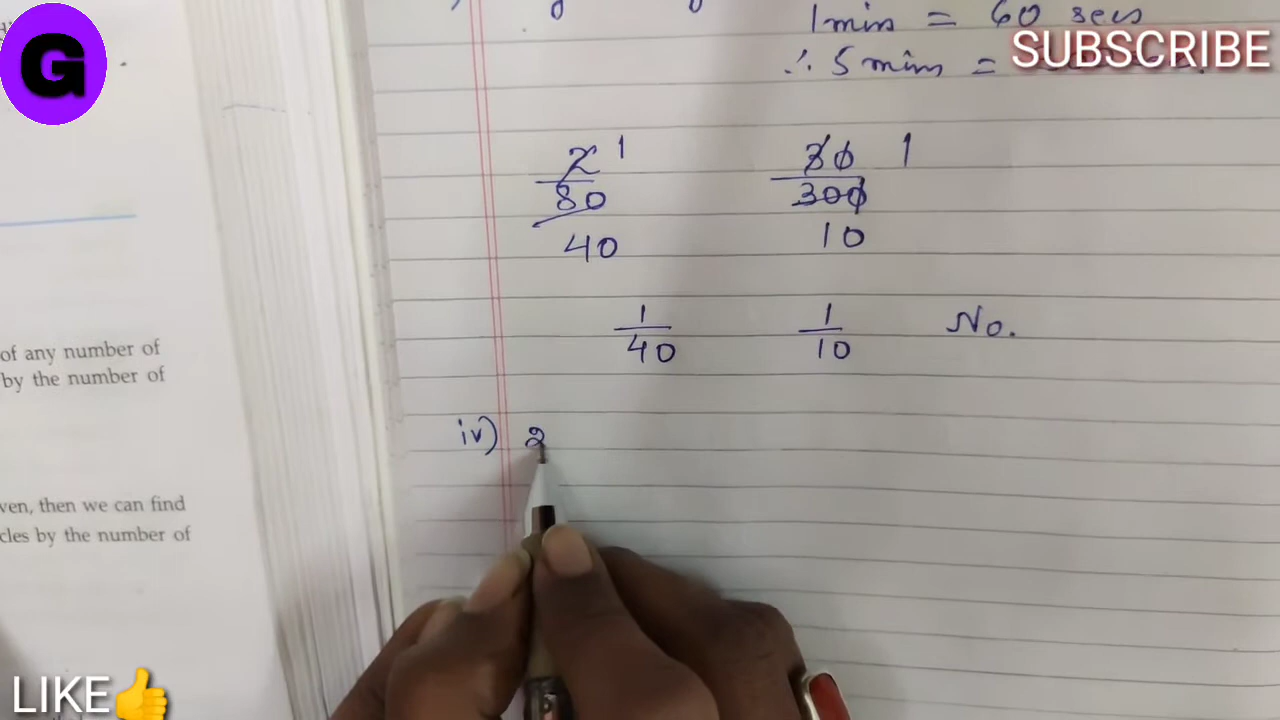 1 min = 60 secs
SUBSCRIBE
∴ 5 mins =
G
2 1 30 1
80 300
40 10
1 1 No.
40 10
of any number of
by the number of
iv) 2
ven, then we can find
cles by the number of
LIKE👍